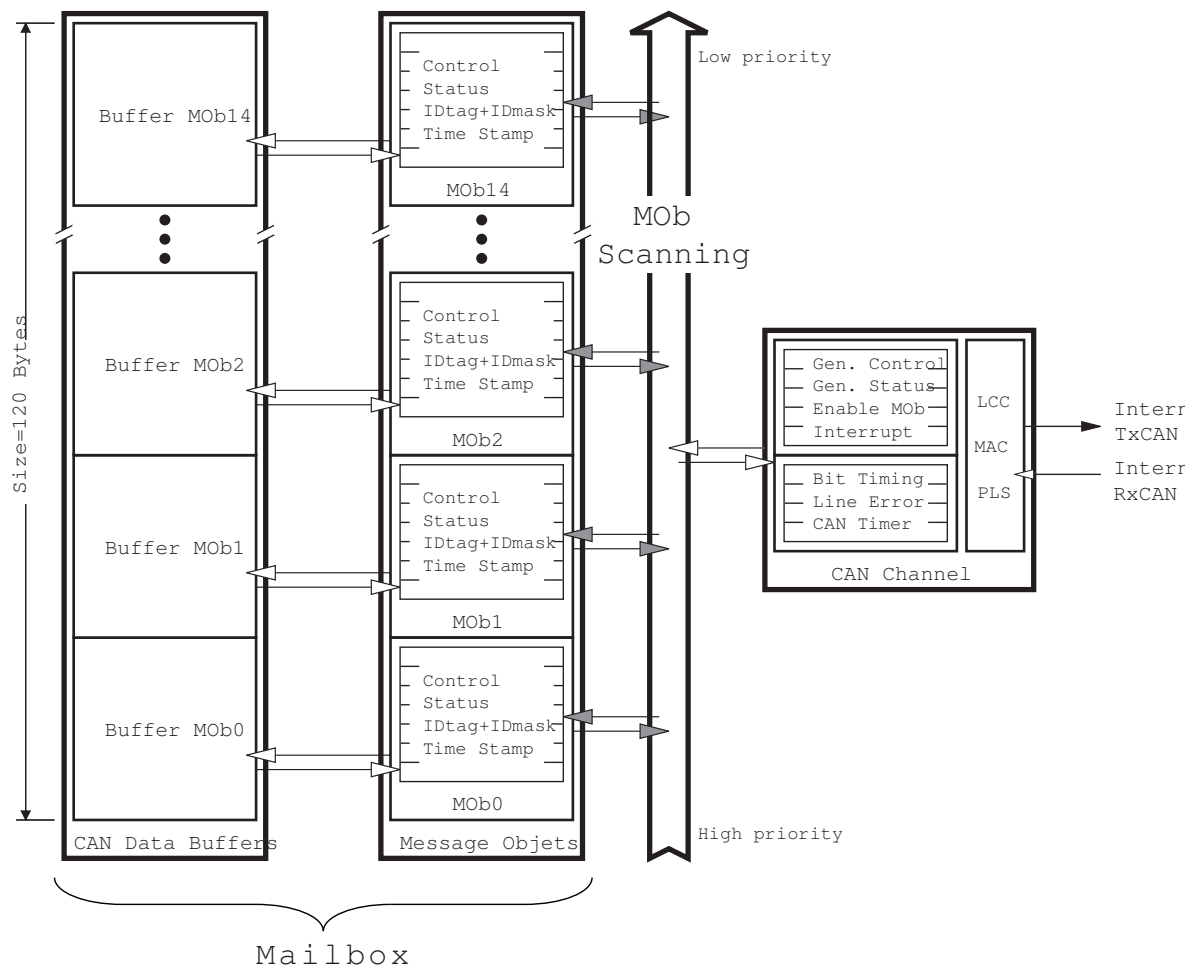 Low priority
Control
Status
IDtag+IDmask
Time Stamp
Buffer MOb14
MOb14
MOb
Scanning
Size=120 Bytes
Control
Status
IDtag+IDmask
Time Stamp
Buffer MOb2
MOb2
Gen. Control
Gen. Status
Enable MOb
Interrupt
Bit Timing
Line Error
CAN Timer
LCC
MAC
PLS
CAN Channel
Intern
TxCAN
Intern
RxCAN
Control
Status
IDtag+IDmask
Time Stamp
Buffer MOb1
MOb1
Control
Status
IDtag+IDmask
Time Stamp
Buffer MOb0
MOb0
High priority
CAN Data Buffers
Message Objets
Mailbox